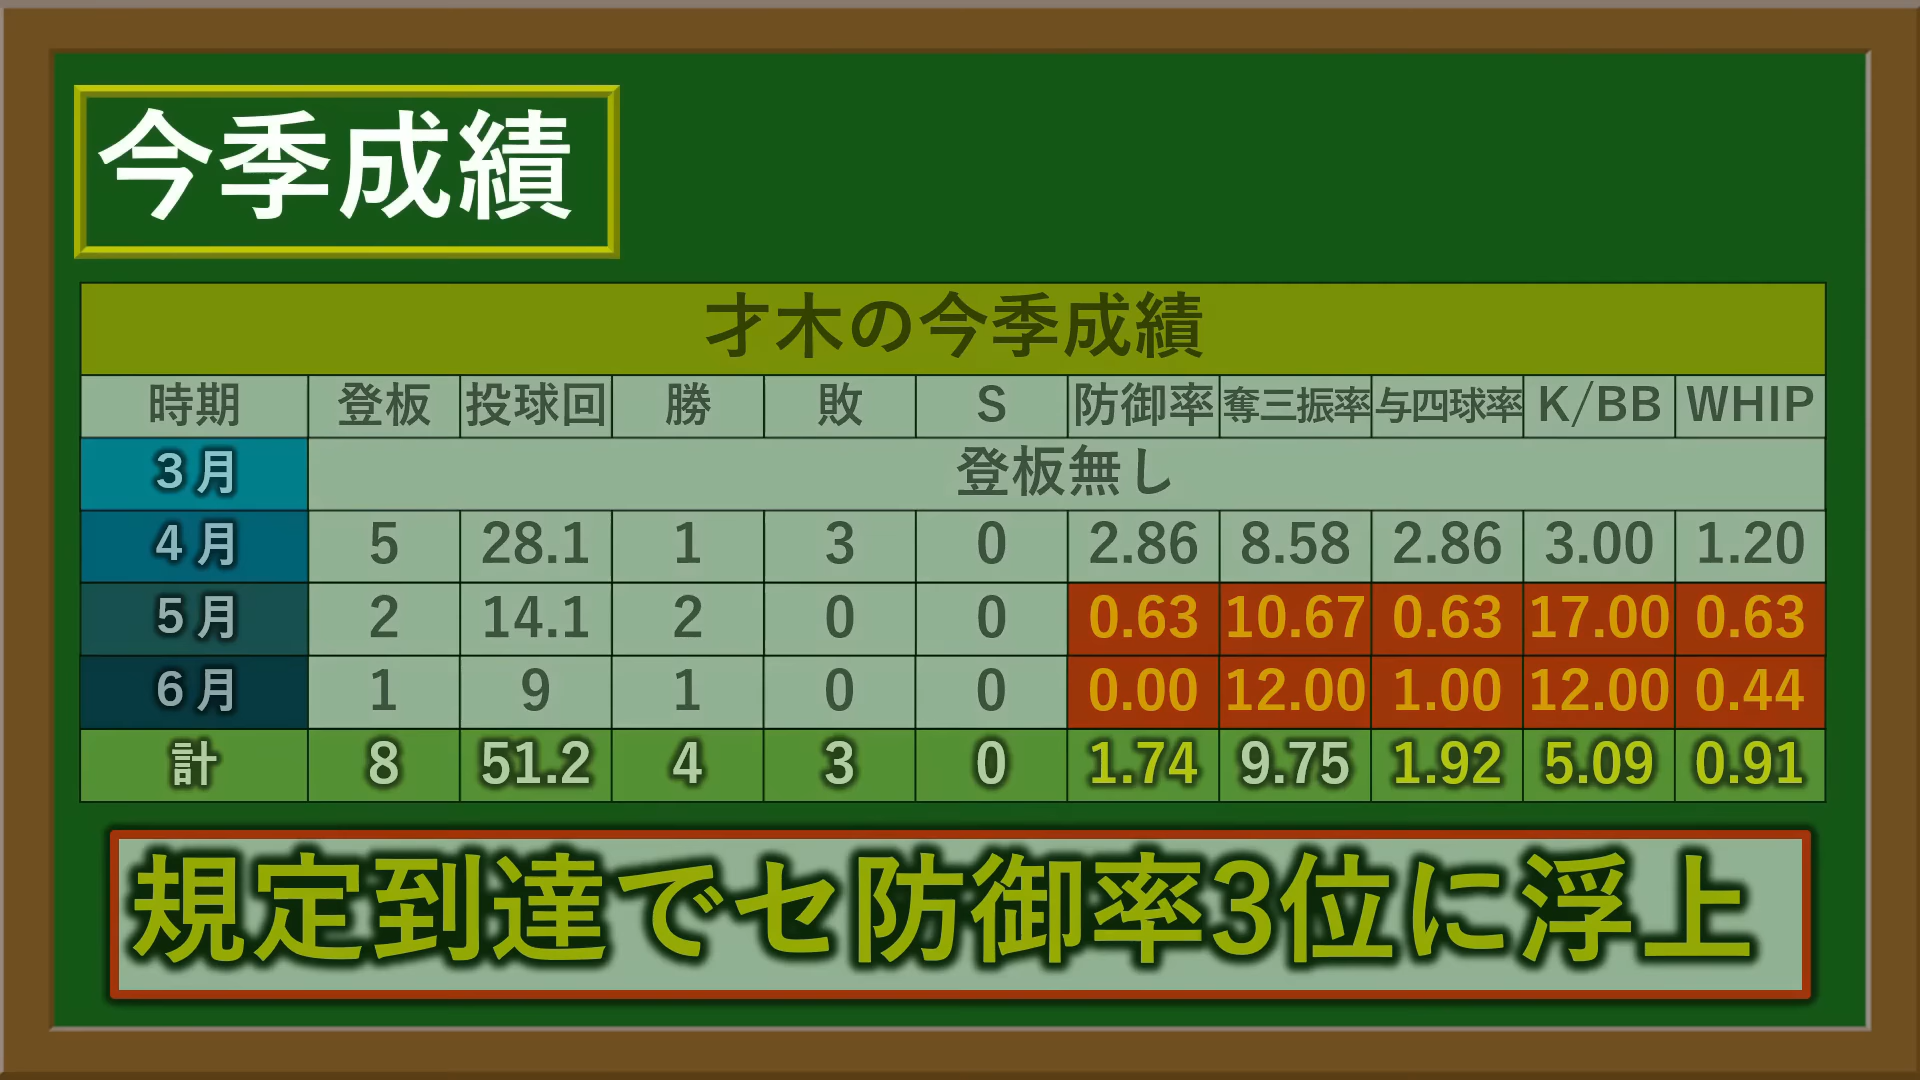 今季成績
才木の今季成績
時期 登板 投球回 勝 敗 S 防御率 奪三振率 与四球率 K/BB WHIP
3月 登板無し
4月 5 28.1 1 3 0 2.86 8.58 2.86 3.00 1.20
5月 2 14.1 2 0 0 0.63 10.67 0.63 17.00 0.63
6月 1 9 1 0 0 0.00 12.00 1.00 12.00 0.44
計 8 51.2 4 3 0 1.74 9.75 1.92 5.09 0.91
規定到達でセ防御率3位に浮上